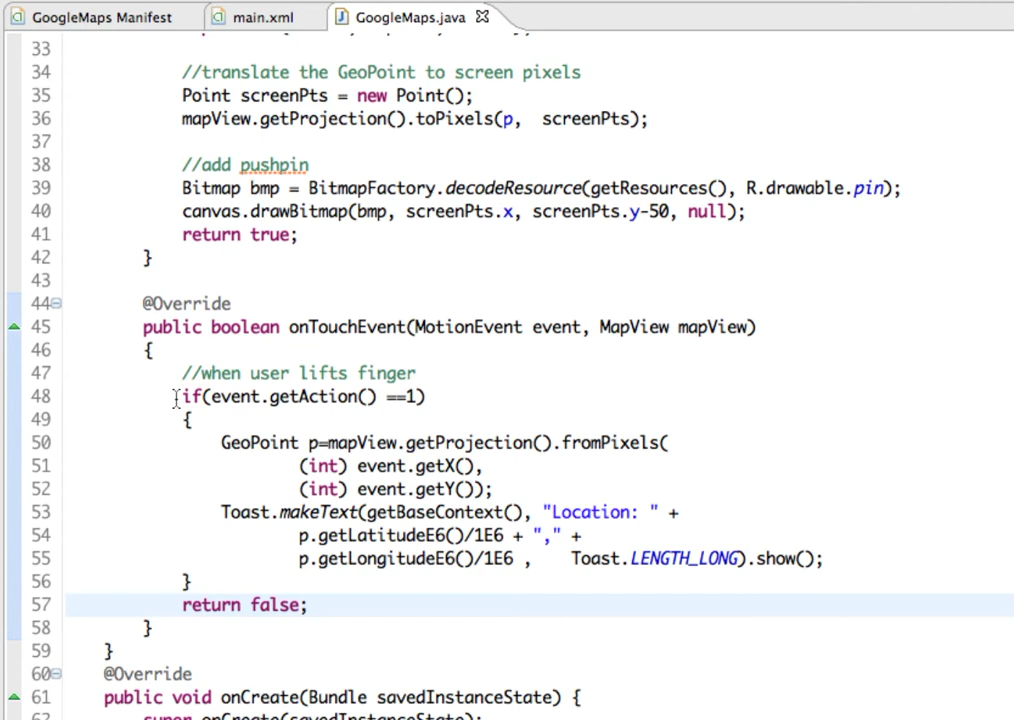 GoogleMaps Manifest main.xml GoogleMaps.java
33
34 //translate the GeoPoint to screen pixels
35 Point screenPts = new Point();
36 mapView.getProjection().toPixels(p,  screenPts);
37
38 //add pushpin
39 Bitmap bmp = BitmapFactory.decodeResource(getResources(), R.drawable.pin);
40 canvas.drawBitmap(bmp, screenPts.x, screenPts.y-50, null);
41 return true;
42 }
43
44 @Override
45 public boolean onTouchEvent(MotionEvent event, MapView mapView)
46 {
47 //when user lifts finger
48 if(event.getAction() ==1)
49 {
50 GeoPoint p=mapView.getProjection().fromPixels(
51 (int) event.getX(),
52 (int) event.getY());
53 Toast.makeText(getBaseContext(), "Location: " +
54 p.getLatitudeE6()/1E6 + "," +
55 p.getLongitudeE6()/1E6 ,    Toast.LENGTH_LONG).show();
56 }
57 return false;
58 }
59 }
60 @Override
61 public void onCreate(Bundle savedInstanceState) {
super.onCreate(savedInstanceState);